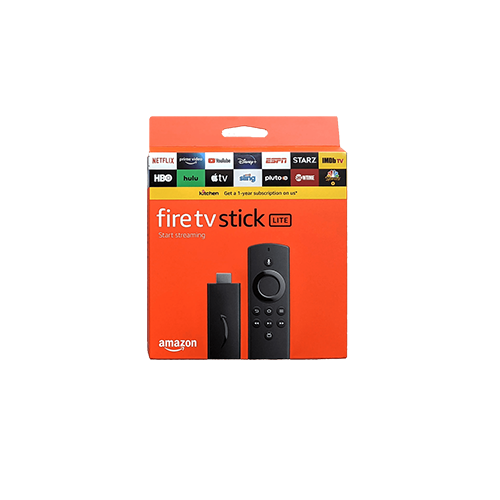 NETFLIX prime video YouTube Disney+ ESPN STARZ IMDb TV
HBO hulu tv sling pluto tv SHOWTIME
kitchen Get a 1-year subscription on us*
fire tv stick LITE
Start streaming
amazon